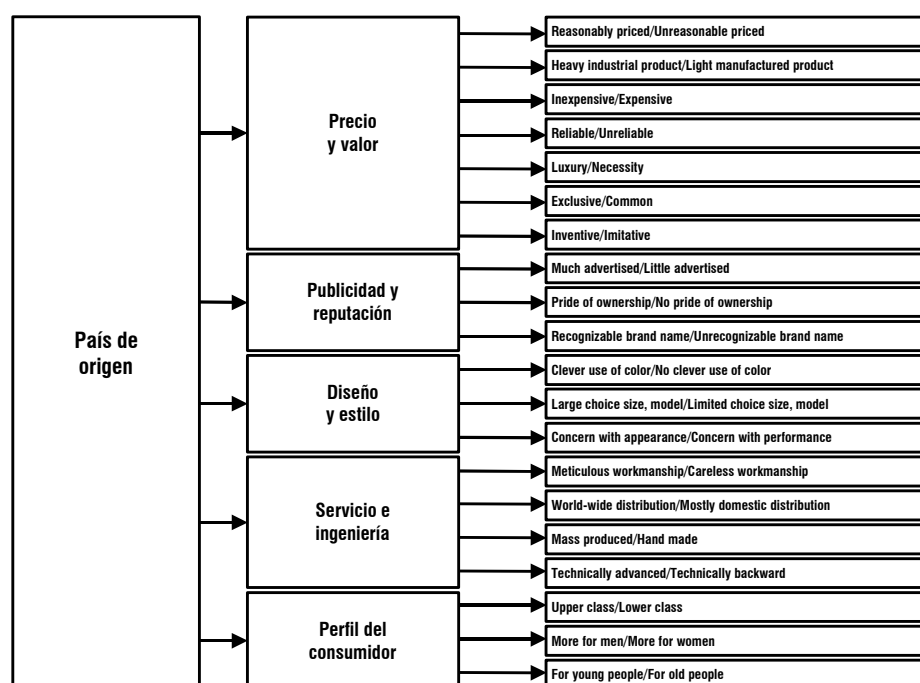 País de
origen
Precio
y valor
Reasonably priced/Unreasonable priced
Heavy industrial product/Light manufactured product
Inexpensive/Expensive
Reliable/Unreliable
Luxury/Necessity
Exclusive/Common
Inventive/Imitative
Publicidad y
reputación
Much advertised/Little advertised
Pride of ownership/No pride of ownership
Recognizable brand name/Unrecognizable brand name
Diseño
y estilo
Clever use of color/No clever use of color
Large choice size, model/Limited choice size, model
Concern with appearance/Concern with performance
Servicio e
ingeniería
Meticulous workmanship/Careless workmanship
World-wide distribution/Mostly domestic distribution
Mass produced/Hand made
Technically advanced/Technically backward
Perfil del
consumidor
Upper class/Lower class
More for men/More for women
For young people/For old people